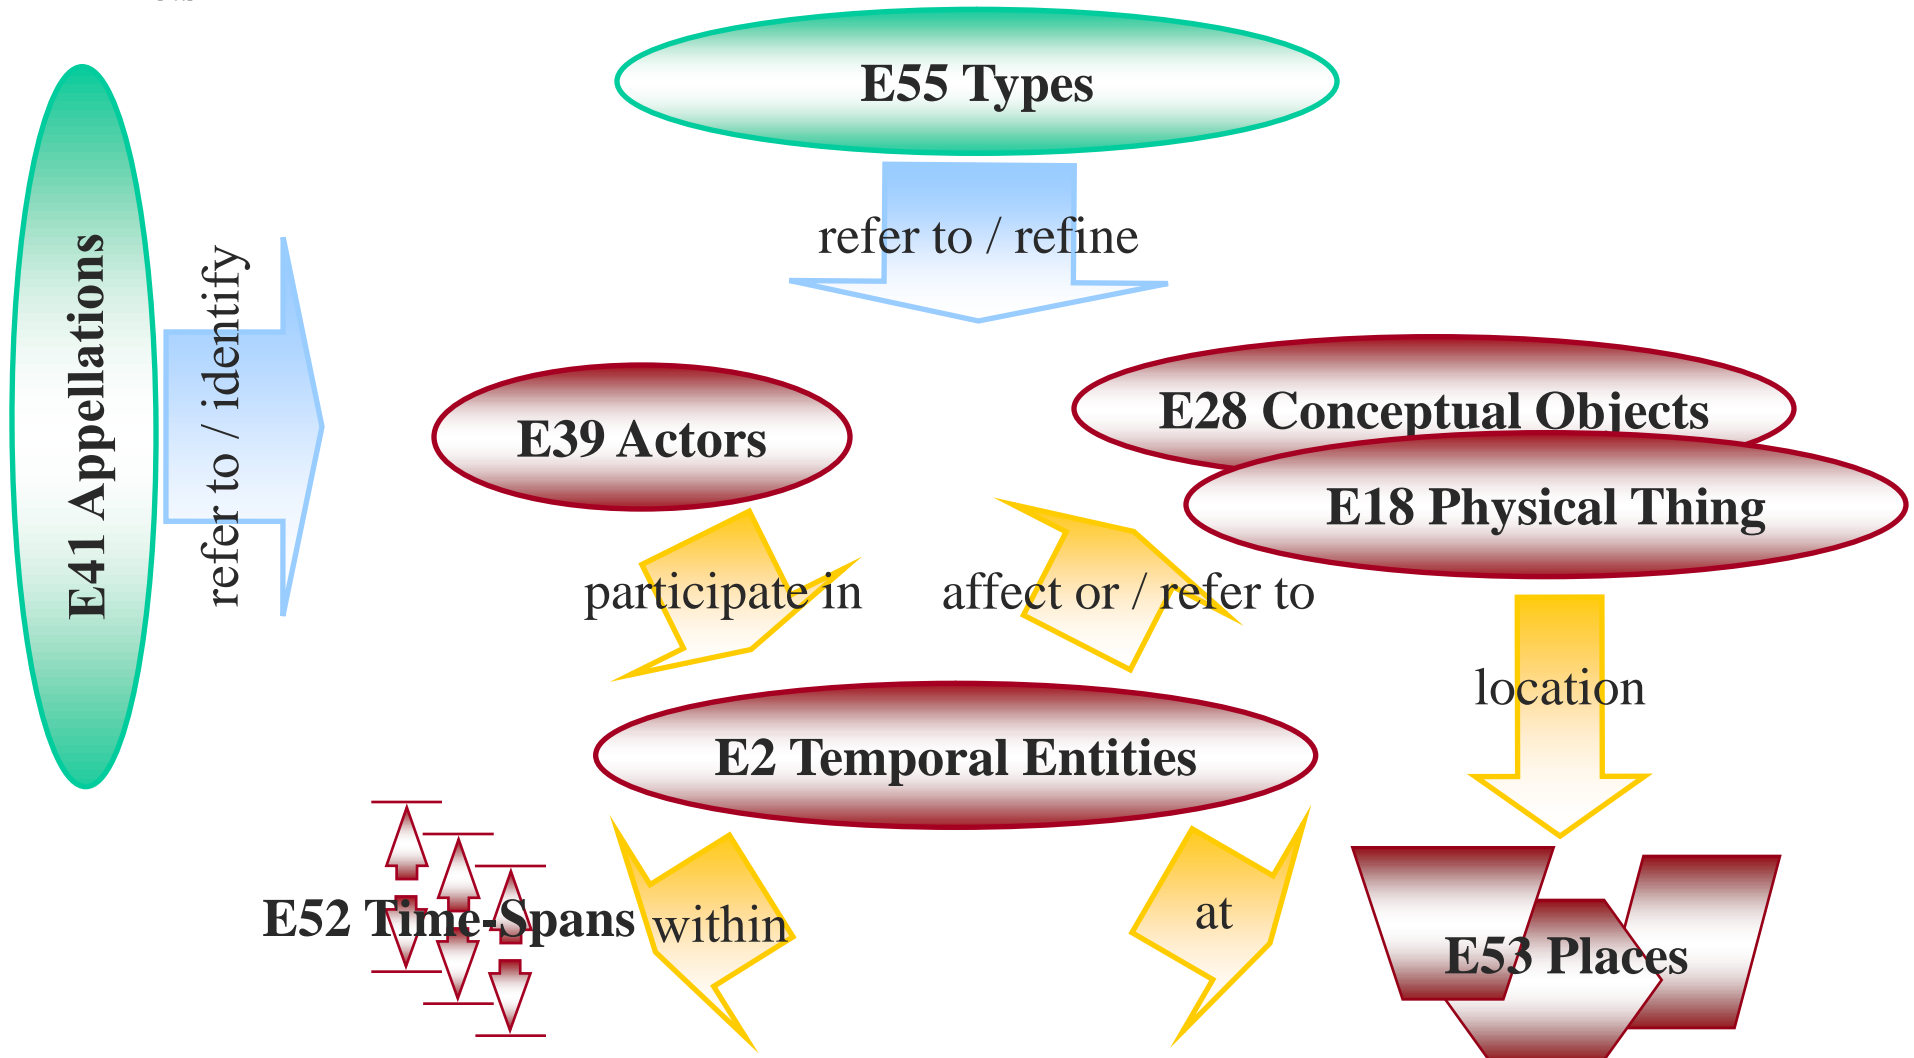 E55 Types
refer to / refine
E41 Appellations
refer to / identify
E39 Actors
E28 Conceptual Objects
E18 Physical Thing
participate in
affect or / refer to
location
E2 Temporal Entities
E52 Time-Spans
within
at
E53 Places